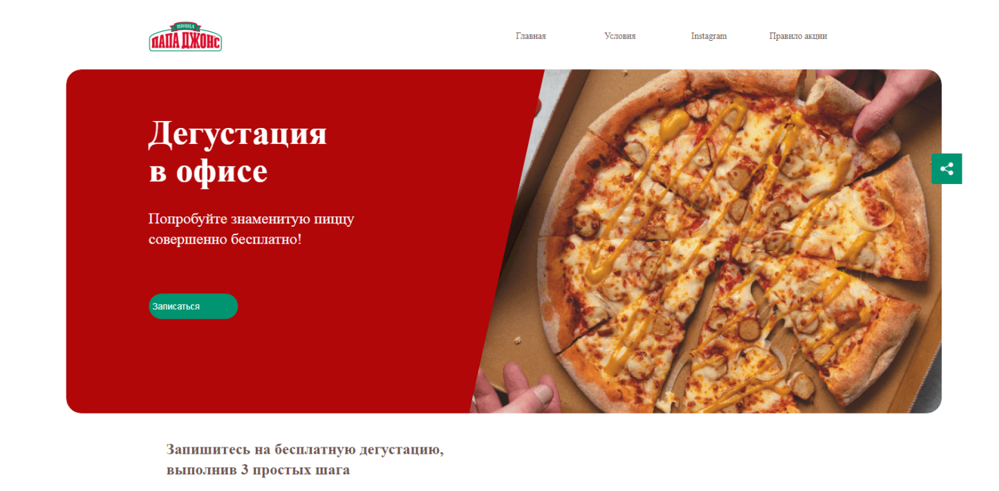 ПИЦЦА
ПАПА ДЖОНС
Главная Условия Instagram Правило акции
Дегустация
в офисе
Попробуйте знаменитую пиццу
совершенно бесплатно!
Записаться
Запишитесь на бесплатную дегустацию,
выполнив 3 простых шага